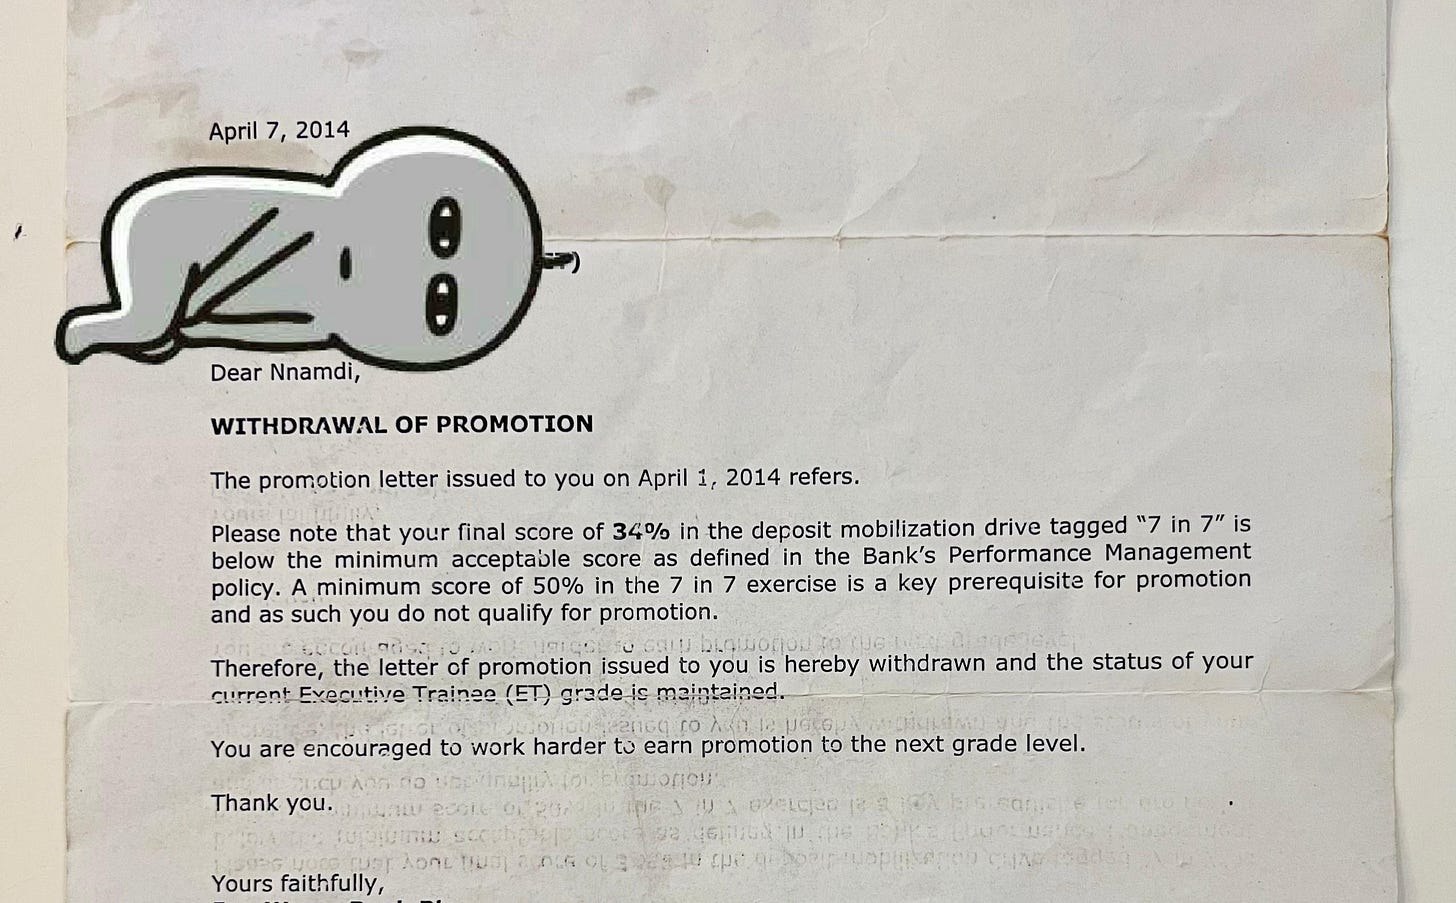 April 7, 2014
Dear Nnamdi,
WITHDRAWAL OF PROMOTION
The promotion letter issued to you on April 1, 2014 refers.
Please note that your final score of 34% in the deposit mobilization drive tagged “7 in 7” is
below the minimum acceptable score as defined in the Bank’s Performance Management
policy. A minimum score of 50% in the 7 in 7 exercise is a key prerequisite for promotion
and as such you do not qualify for promotion.
Therefore, the letter of promotion issued to you is hereby withdrawn and the status of your
current Executive Trainee (ET) grade is maintained.
You are encouraged to work harder to earn promotion to the next grade level.
Thank you.
Yours faithfully,